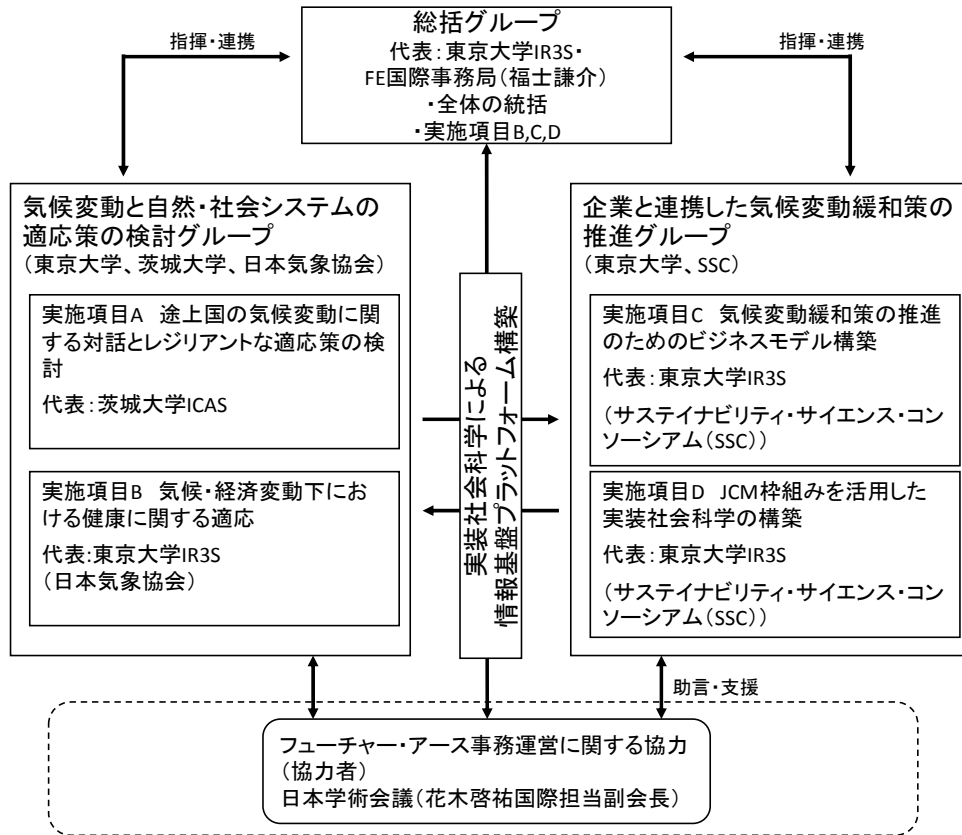 総括グループ
代表：東京大学IR3S・
FE国際事務局（福士謙介）
・全体の統括
・実施項目B,C,D
指揮・連携
指揮・連携
気候変動と自然・社会システムの
適応策の検討グループ
（東京大学、茨城大学、日本気象協会）
実施項目A　途上国の気候変動に関
する対話とレジリアントな適応策の検
討
代表：茨城大学ICAS
実施項目B　気候・経済変動下にお
ける健康に関する適応
代表:東京大学IR3S
（日本気象協会）
実装社会科学による
情報基盤プラットフォーム構築
企業と連携した気候変動緩和策の
推進グループ
（東京大学、SSC）
実施項目C　気候変動緩和策の推進
のためのビジネスモデル構築
代表：東京大学IR3S
（サステイナビリティ・サイエンス・コン
ソーシアム（SSC））
実施項目D　JCM枠組みを活用した
実装社会科学の構築
代表：東京大学IR3S
（サステイナビリティ・サイエンス・コン
ソーシアム（SSC））
助言・支援
フューチャー・アース事務運営に関する協力
（協力者）
日本学術会議（花木啓祐国際担当副会長）